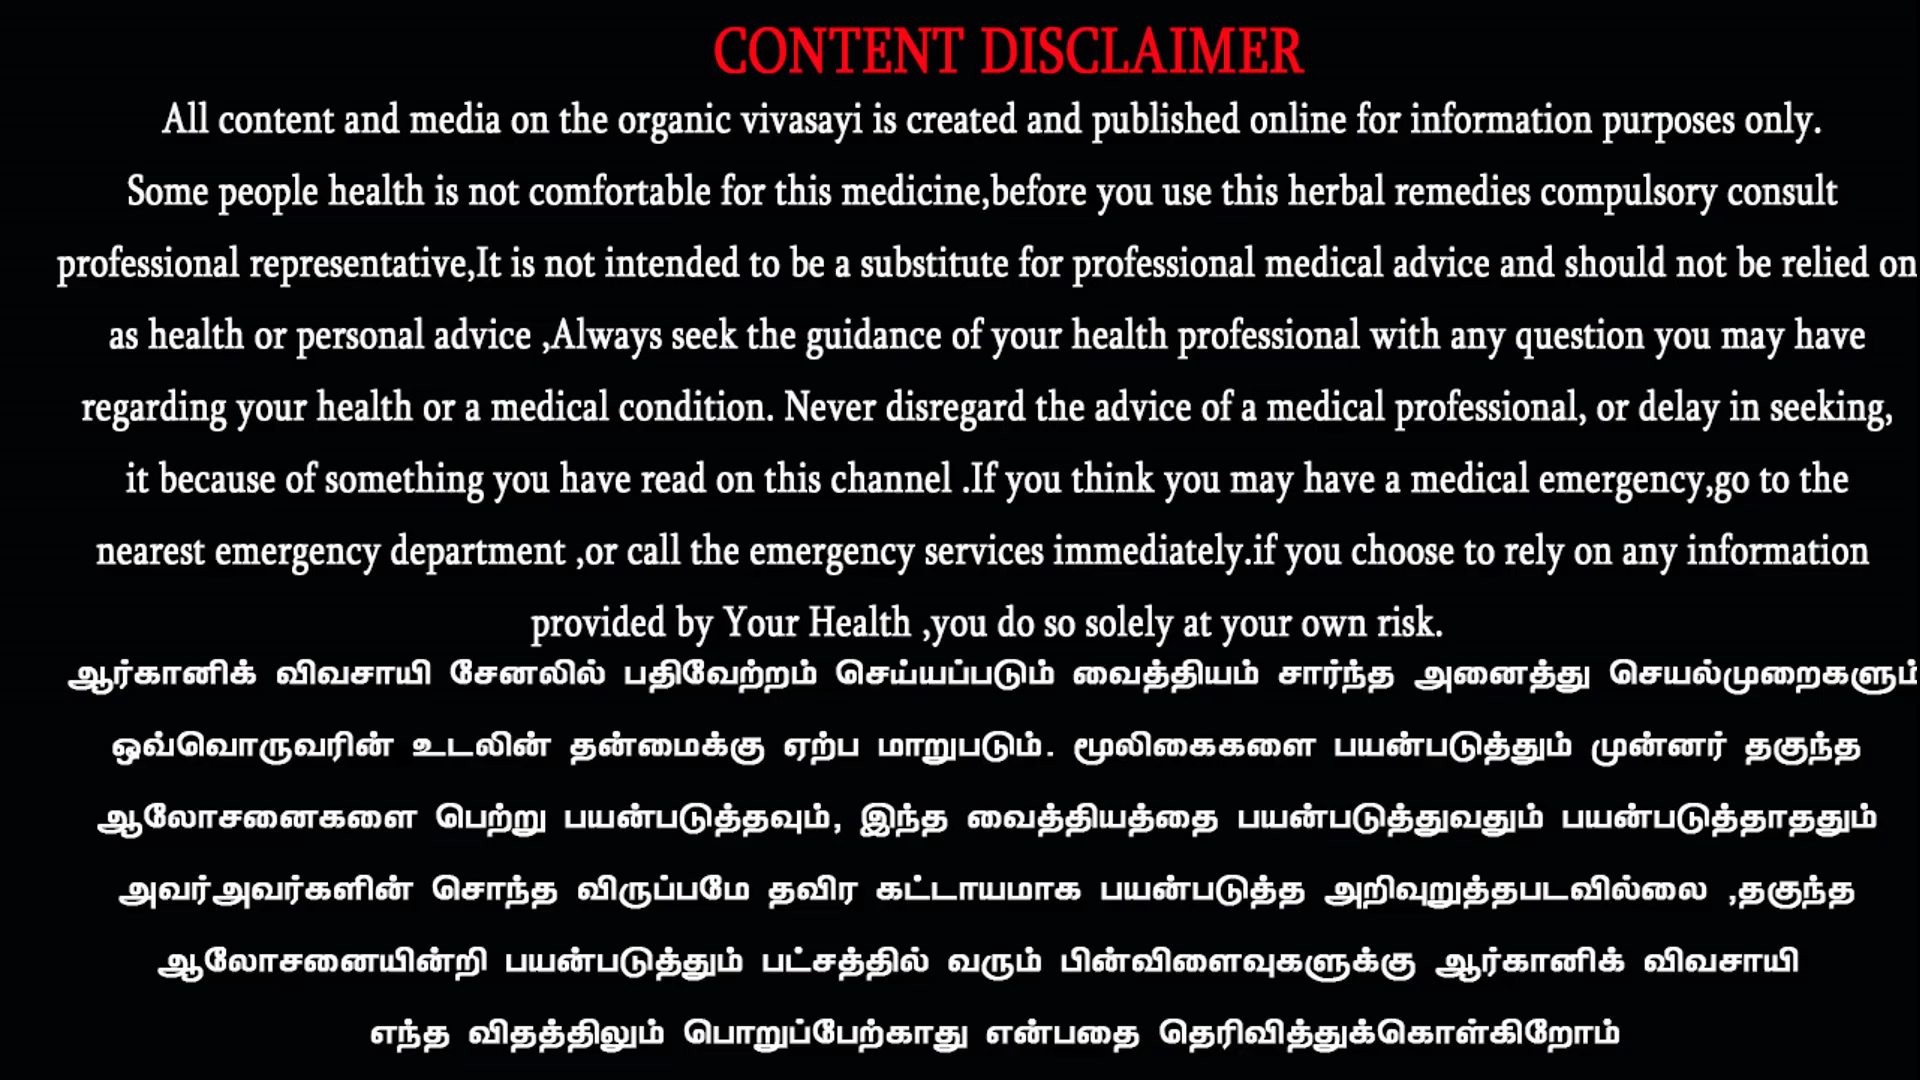 CONTENT DISCLAIMER
All content and media on the organic vivasayi is created and published online for information purposes only.
Some people health is not comfortable for this medicine,before you use this herbal remedies compulsory consult
professional representative,It is not intended to be a substitute for professional medical advice and should not be relied on
as health or personal advice ,Always seek the guidance of your health professional with any question you may have
regarding your health or a medical condition. Never disregard the advice of a medical professional, or delay in seeking,
it because of something you have read on this channel .If you think you may have a medical emergency,go to the
nearest emergency department ,or call the emergency services immediately.if you choose to rely on any information
provided by Your Health ,you do so solely at your own risk.
ஆர்கானிக் விவசாயி சேனலில் பதிவேற்றம் செய்யப்படும் வைத்தியம் சார்ந்த அனைத்து செயல்முறைகளும்
ஒவ்வொருவரின் உடலின் தன்மைக்கு ஏற்ப மாறுபடும். மூலிகைகளை பயன்படுத்தும் முன்னர் தகுந்த
ஆலோசனைகளை பெற்று பயன்படுத்தவும், இந்த வைத்தியத்தை பயன்படுத்துவதும் பயன்படுத்தாததும்
அவர்அவர்களின் சொந்த விருப்பமே தவிர கட்டாயமாக பயன்படுத்த அறிவுறுத்தபடவில்லை ,தகுந்த
ஆலோசனையின்றி பயன்படுத்தும் பட்சத்தில் வரும் பின்விளைவுகளுக்கு ஆர்கானிக் விவசாயி
எந்த விதத்திலும் பொறுப்பேற்காது என்பதை தெரிவித்துக்கொள்கிறோம்